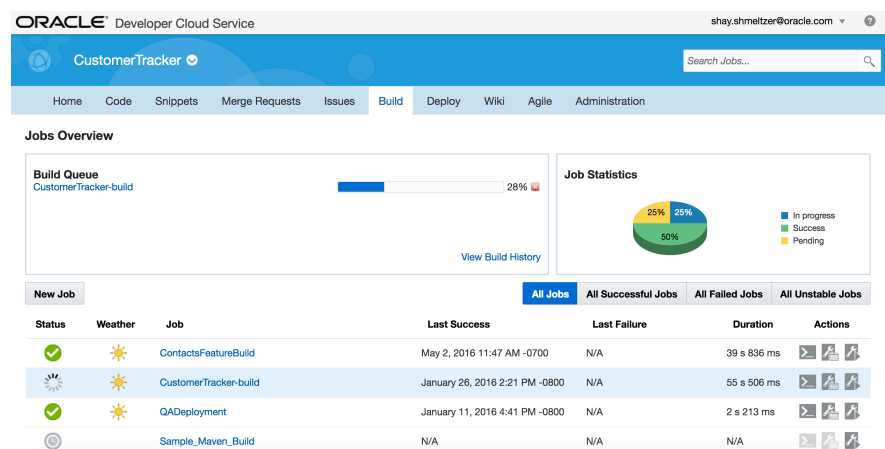 ORACLE® Developer Cloud Service
shay.shmeltzer@oracle.com
?
CustomerTracker
Search Jobs...
Home Code Snippets Merge Requests Issues Build Deploy Wiki Agile Administration
Jobs Overview
Build Queue
CustomerTracker-build 28%
View Build History
Job Statistics
25% 25%
50%
In progress
Success
Pending
New Job
All Jobs All Successful Jobs All Failed Jobs All Unstable Jobs
Status Weather Job Last Success Last Failure Duration Actions
ContactsFeatureBuild May 2, 2016 11:47 AM -0700 N/A 39 s 836 ms
CustomerTracker-build January 26, 2016 2:21 PM -0800 N/A 55 s 506 ms
QADeployment January 11, 2016 4:41 PM -0800 N/A 2 s 213 ms
Sample_Maven_Build N/A N/A N/A